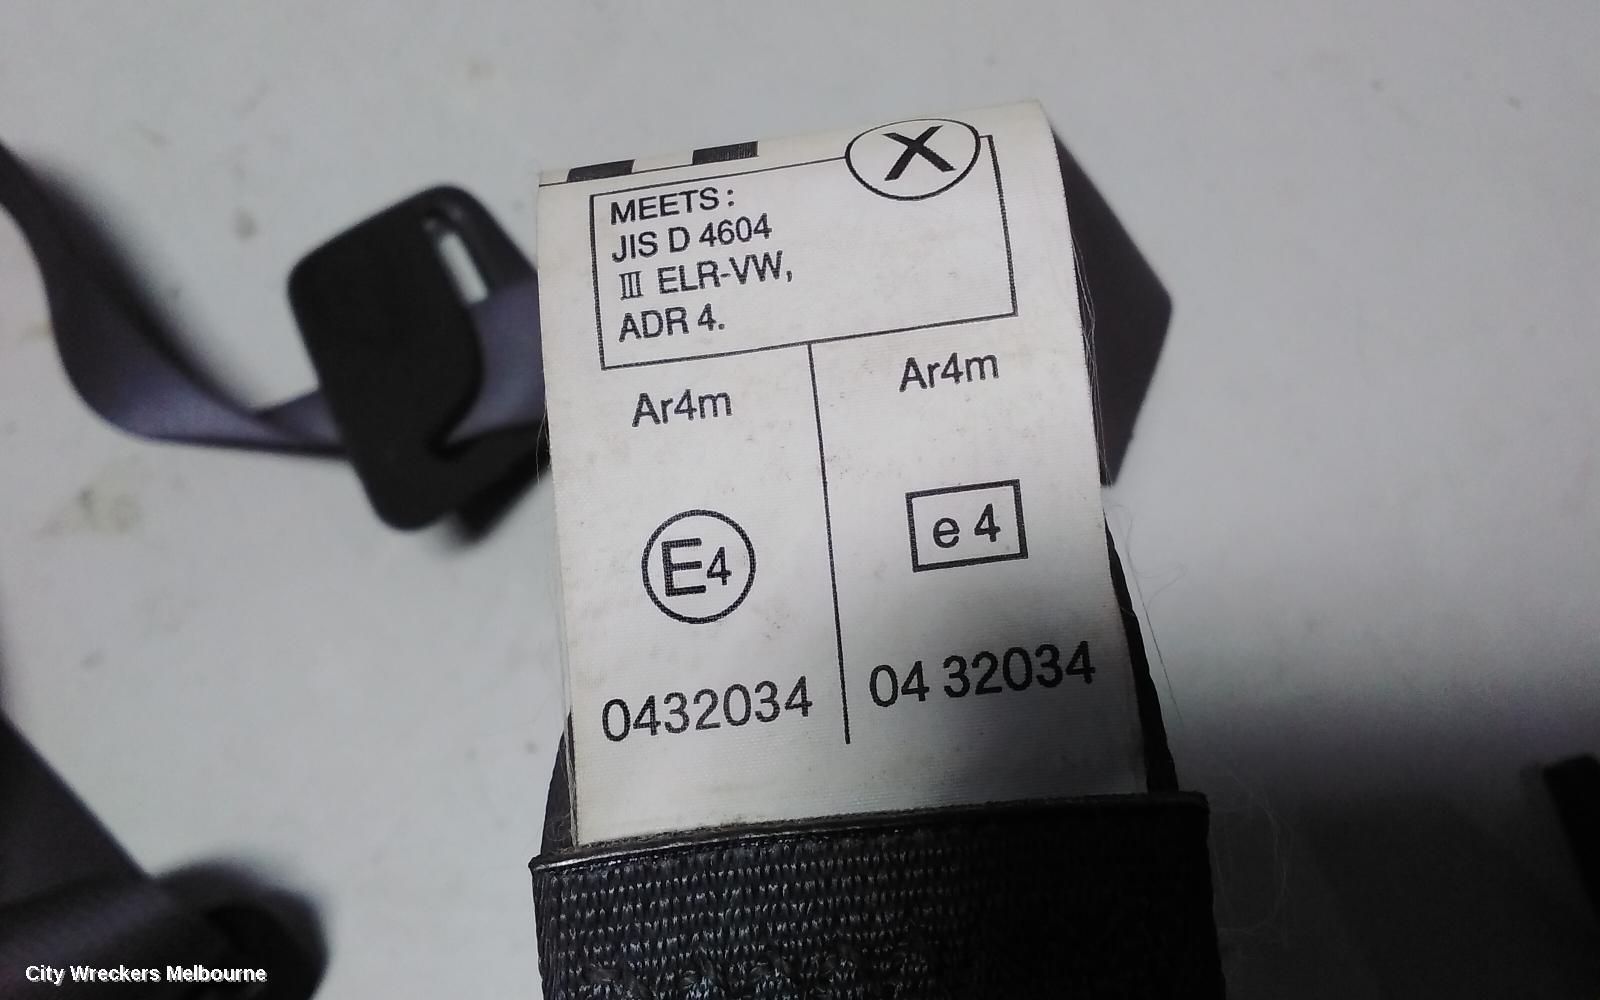 X
MEETS:
JIS D 4604
Ⅲ ELR-VW,
ADR 4.
Ar4m
Ar4m
E4
e 4
0432034
04 32034
City Wreckers Melbourne